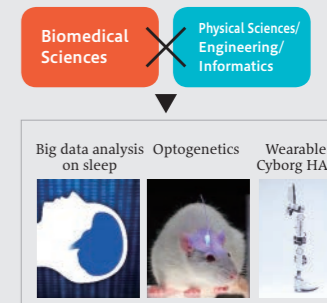 Biomedical
Sciences
Physical Sciences/
Engineering/
Informatics
Big data analysis
on sleep
Optogenetics
Wearable
Cyborg HA